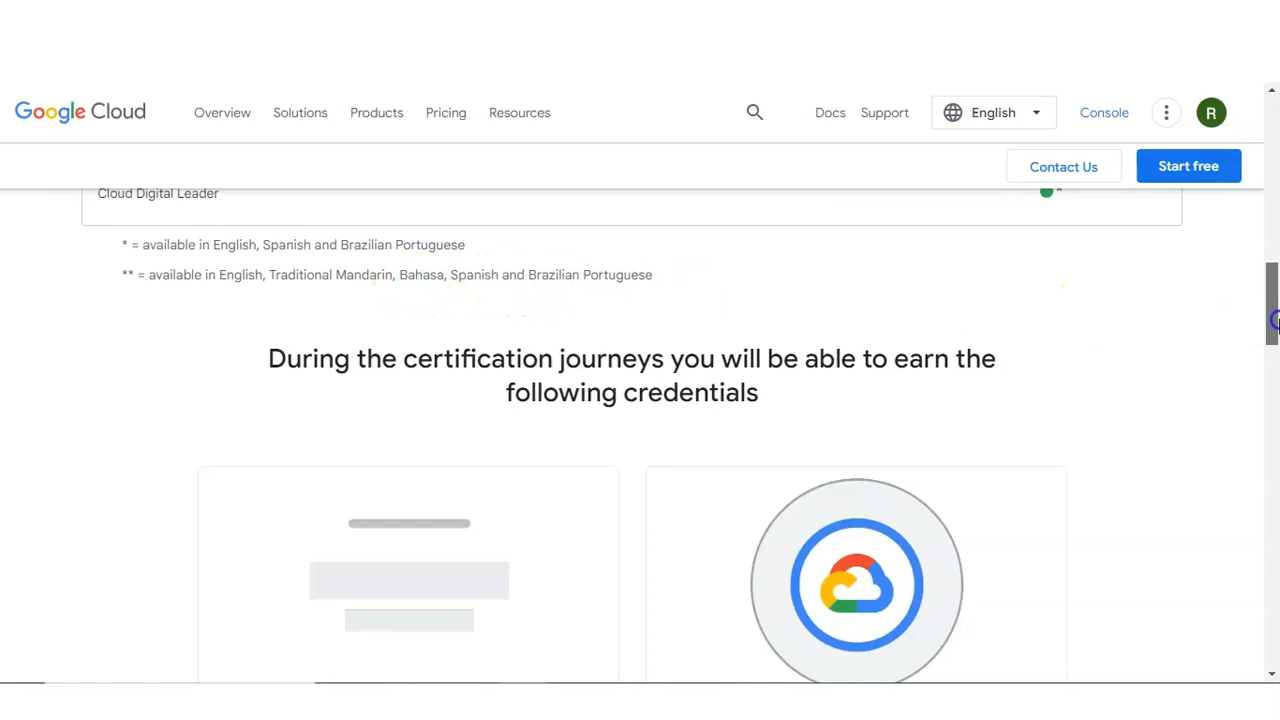 Google Cloud Overview Solutions Products Pricing Resources Docs Support English Console R
Contact Us Start free
Cloud Digital Leader *
* = available in English, Spanish and Brazilian Portuguese
** = available in English, Traditional Mandarin, Bahasa, Spanish and Brazilian Portuguese
During the certification journeys you will be able to earn the
following credentials